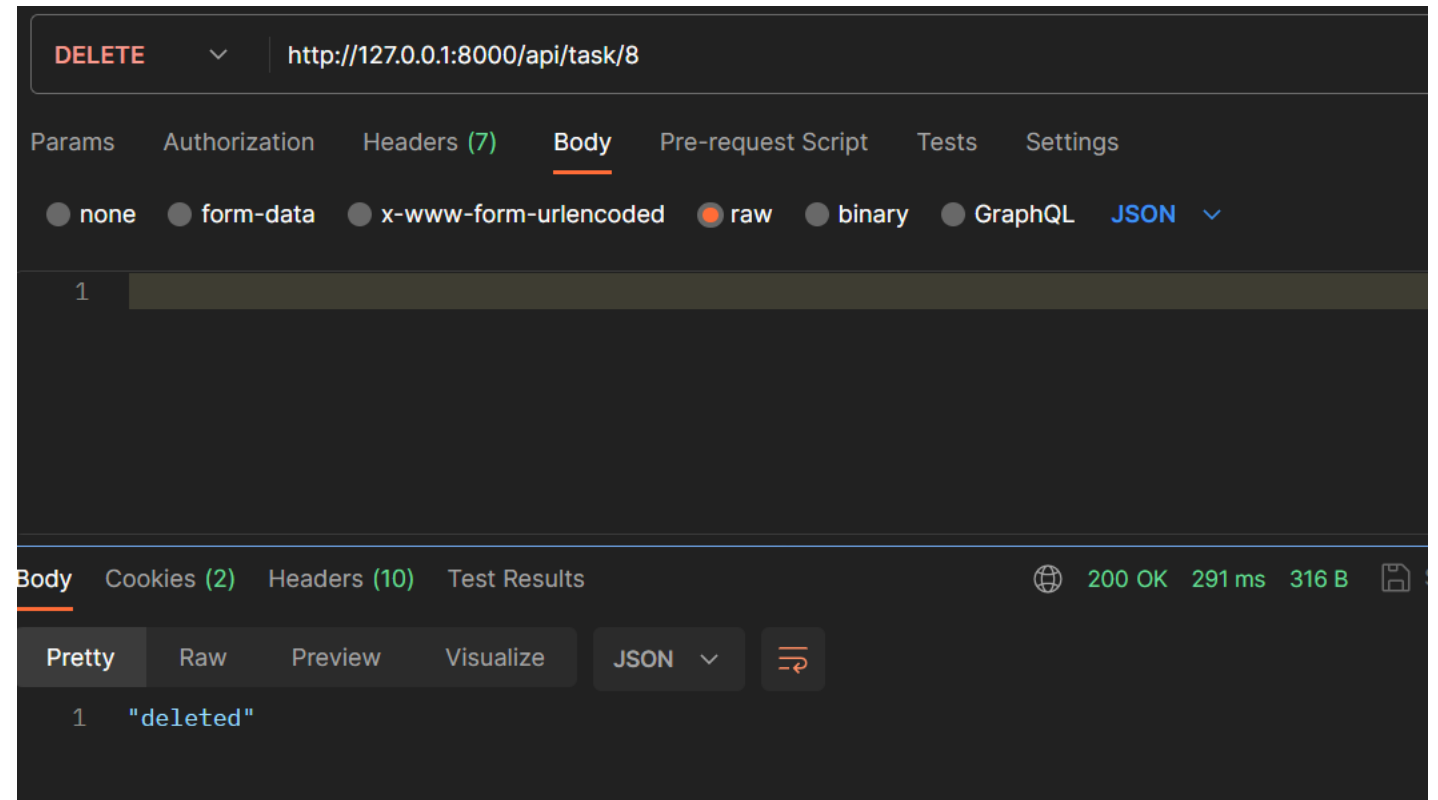 DELETE http://127.0.0.1:8000/api/task/8
Params Authorization Headers (7) Body Pre-request Script Tests Settings
none form-data x-www-form-urlencoded raw binary GraphQL JSON
1
Body Cookies (2) Headers (10) Test Results 200 OK 291 ms 316 B
Pretty Raw Preview Visualize JSON
1 "deleted"